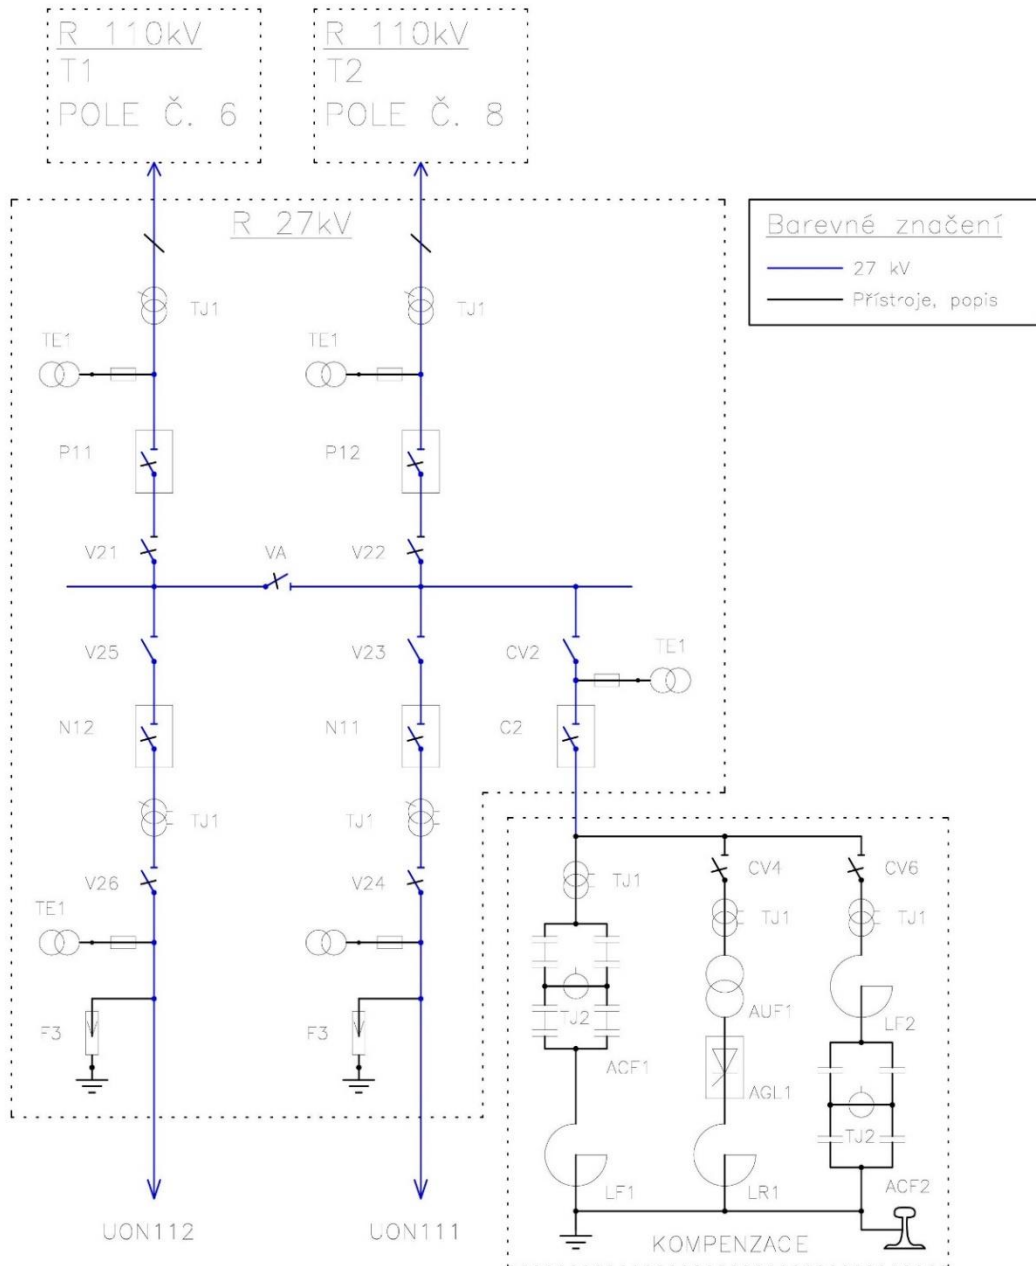 R 110kV
T1
POLE Č. 6
R 110kV
T2
POLE Č. 8
R 27kV
Barevné značení
27 kV
Přístroje, popis
TJ1
TJ1
TE1
TE1
P11
P12
V21
VA
V22
V25
V23
CV2
TE1
N12
N11
C2
TJ1
TJ1
V26
V24
TJ1
CV4
CV6
TE1
TJ1
TJ1
F3
F3
TJ2
AUF1
LF2
ACF1
AGL1
TJ2
LF1
LR1
ACF2
UON112
UON111
KOMPENZACE